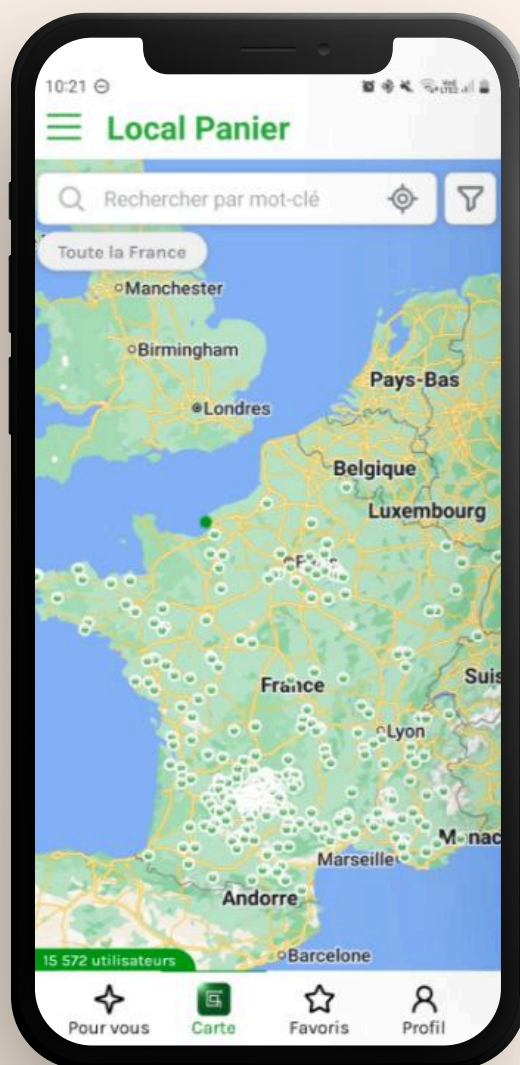 10:21
Local Panier
Rechercher par mot-clé
Toute la France
Manchester
Birmingham
Londres
Pays-Bas
Belgique
Luxembourg
France
Lyon
Marseille
Andorre
Barcelone
15 572 utilisateurs
Pour vous
Carte
Favoris
Profil